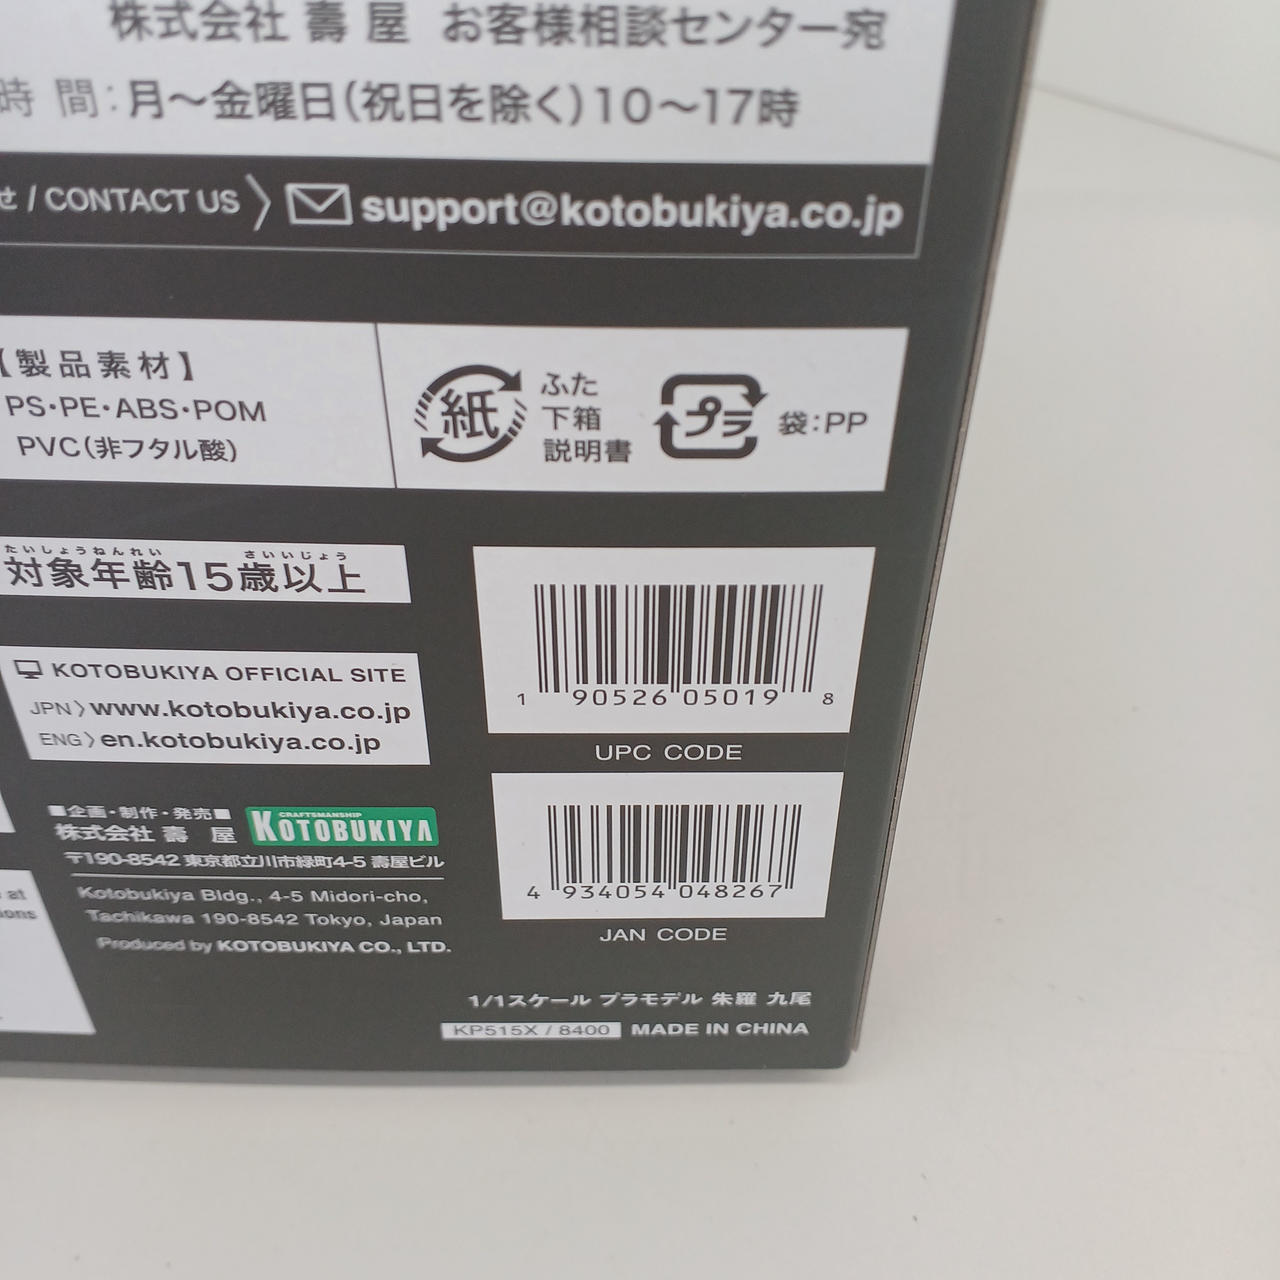 株式会社 壽屋 お客様相談センター宛
時間：月～金曜日(祝日を除く)10～17時
せ / CONTACT US 〉 support@kotobukiya.co.jp
【製品素材】
PS・PE・ABS・POM
PVC(非フタル酸)
紙
ふた
下箱
説明書
プラ
袋：PP
たいしょうねんれい さいいじょう
対象年齢15歳以上
KOTOBUKIYA OFFICIAL SITE
JPN〉www.kotobukiya.co.jp
ENG〉en.kotobukiya.co.jp
1 90526 05019 8
UPC CODE
4 934054 048267
JAN CODE
■企画・制作・発売■
株式会社 壽屋
CRAFTSMANSHIP
KOTOBUKIYA
〒190-8542 東京都立川市緑町4-5 壽屋ビル
Kotobukiya Bldg., 4-5 Midori-cho,
Tachikawa 190-8542 Tokyo, Japan
Produced by KOTOBUKIYA CO., LTD.
at
ions
1/1スケール プラモデル 朱羅 九尾
KP515X / 8400 MADE IN CHINA